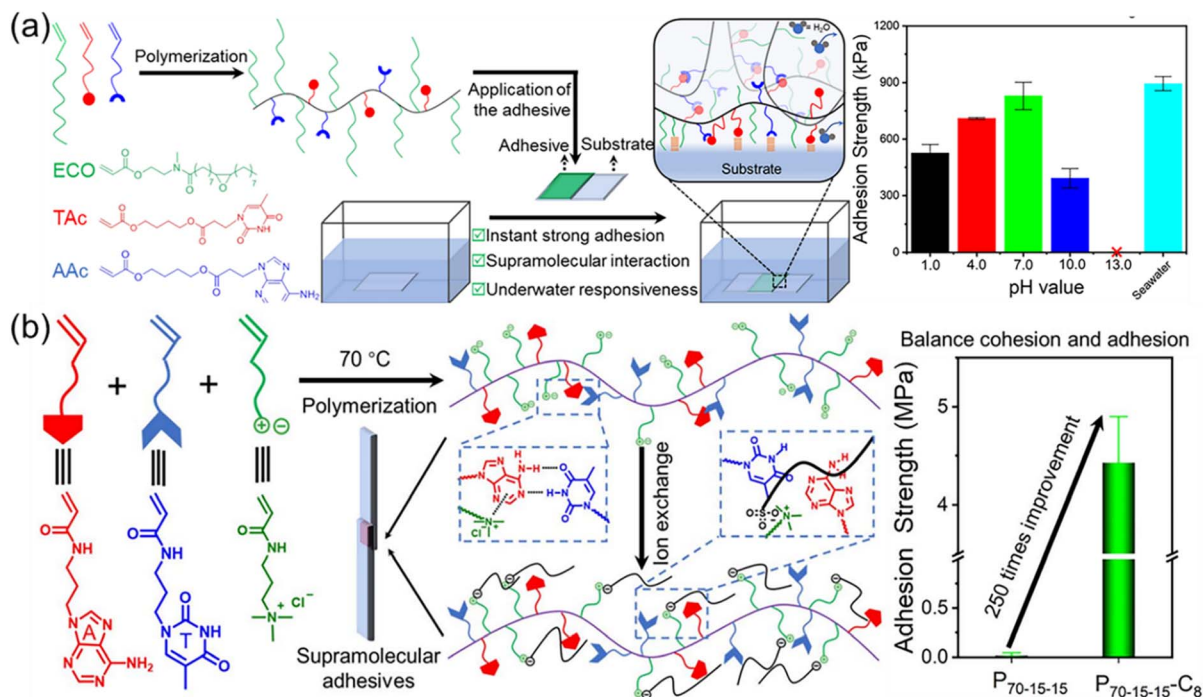 (a)
Polymerization
Application of
the adhesive
Adhesive
Substrate
ECO
TAc
AAc
= H₂O
Substrate
☑Instant strong adhesion
☑Supramolecular interaction
☑Underwater responsiveness
Adhesion Strength (kPa)
1200
900
600
300
0
1.0
4.0
7.0
10.0
13.0
Seawater
pH value
(b)
+
+
70 °C
Polymerization
Ion exchange
Supramolecular
adhesives
A
T
Balance cohesion and adhesion
Adhesion Strength (MPa)
5
4
0.5
0.0
250 times improvement
P₇₀₋₁₅₋₁₅
P₇₀₋₁₅₋₁₅-C₈